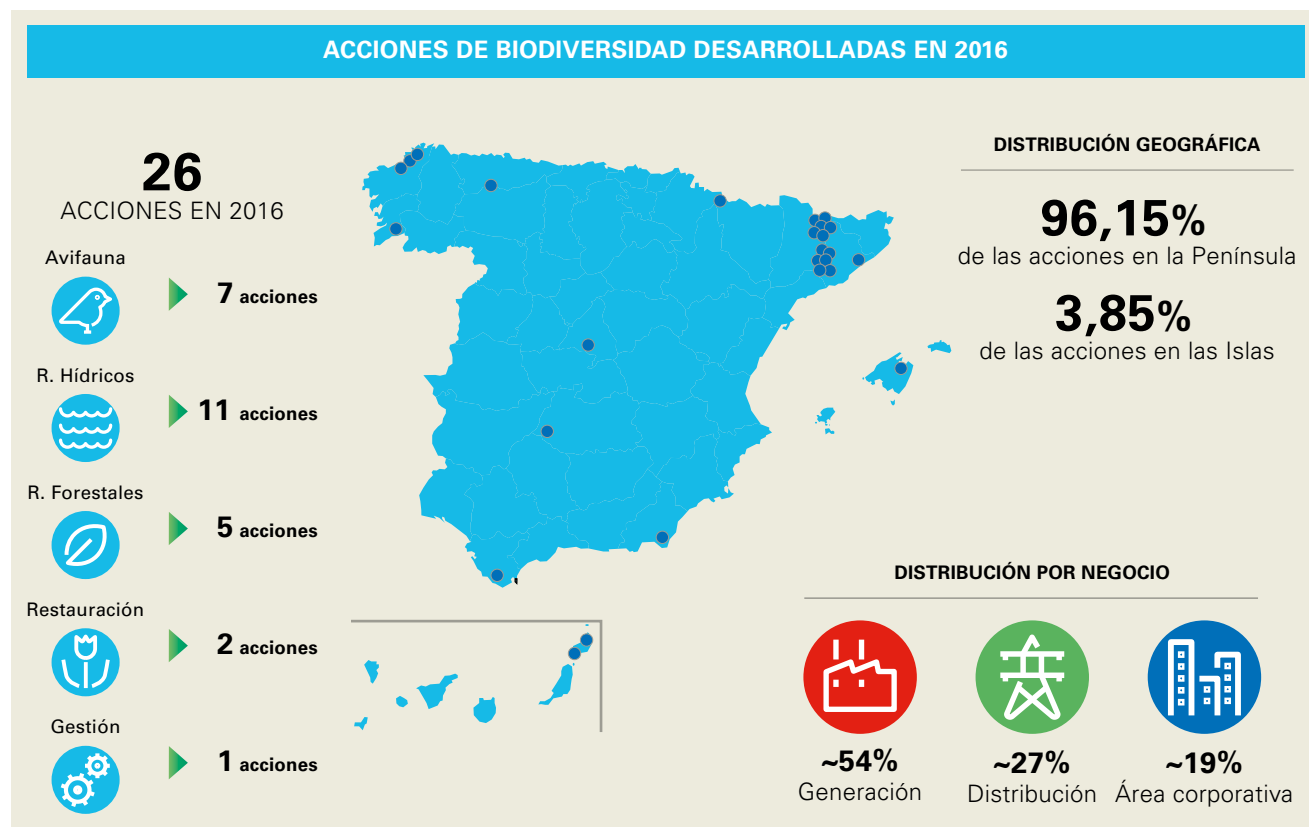 ACCIONES DE BIODIVERSIDAD DESARROLLADAS EN 2016
26
ACCIONES EN 2016
Avifauna
7 acciones
R. Hídricos
11 acciones
R. Forestales
5 acciones
Restauración
2 acciones
Gestión
1 acciones
DISTRIBUCIÓN GEOGRÁFICA
96,15%
de las acciones en la Península
3,85%
de las acciones en las Islas
DISTRIBUCIÓN POR NEGOCIO
~54%
Generación
~27%
Distribución
~19%
Área corporativa